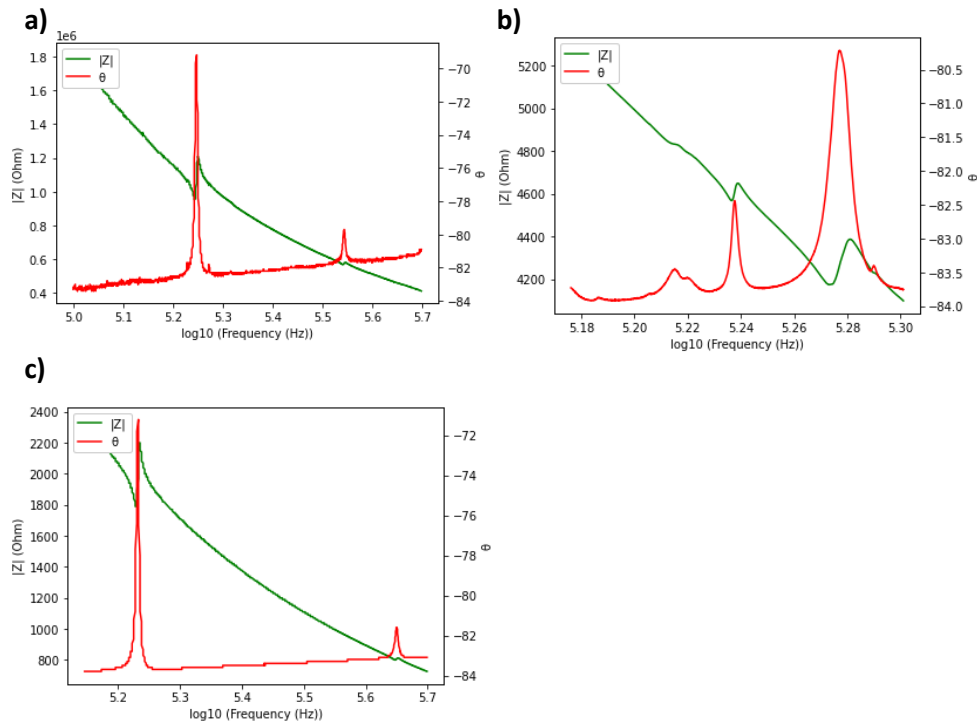 a)
1e6
|Z|
θ
1.8
1.6
1.4
1.2
1.0
0.8
0.6
0.4
|Z| (Ohm)
−70
−72
−74
−76
−78
−80
−82
−84
θ
5.0 5.1 5.2 5.3 5.4 5.5 5.6 5.7
log10 (Frequency (Hz))
b)
|Z|
θ
5200
5000
4800
4600
4400
4200
|Z| (Ohm)
−80.5
−81.0
−81.5
−82.0
−82.5
−83.0
−83.5
−84.0
θ
5.18 5.20 5.22 5.24 5.26 5.28 5.30
log10 (Frequency (Hz))
c)
|Z|
θ
2400
2200
2000
1800
1600
1400
1200
1000
800
|Z| (Ohm)
−72
−74
−76
−78
−80
−82
−84
θ
5.2 5.3 5.4 5.5 5.6 5.7
log10 (Frequency (Hz))